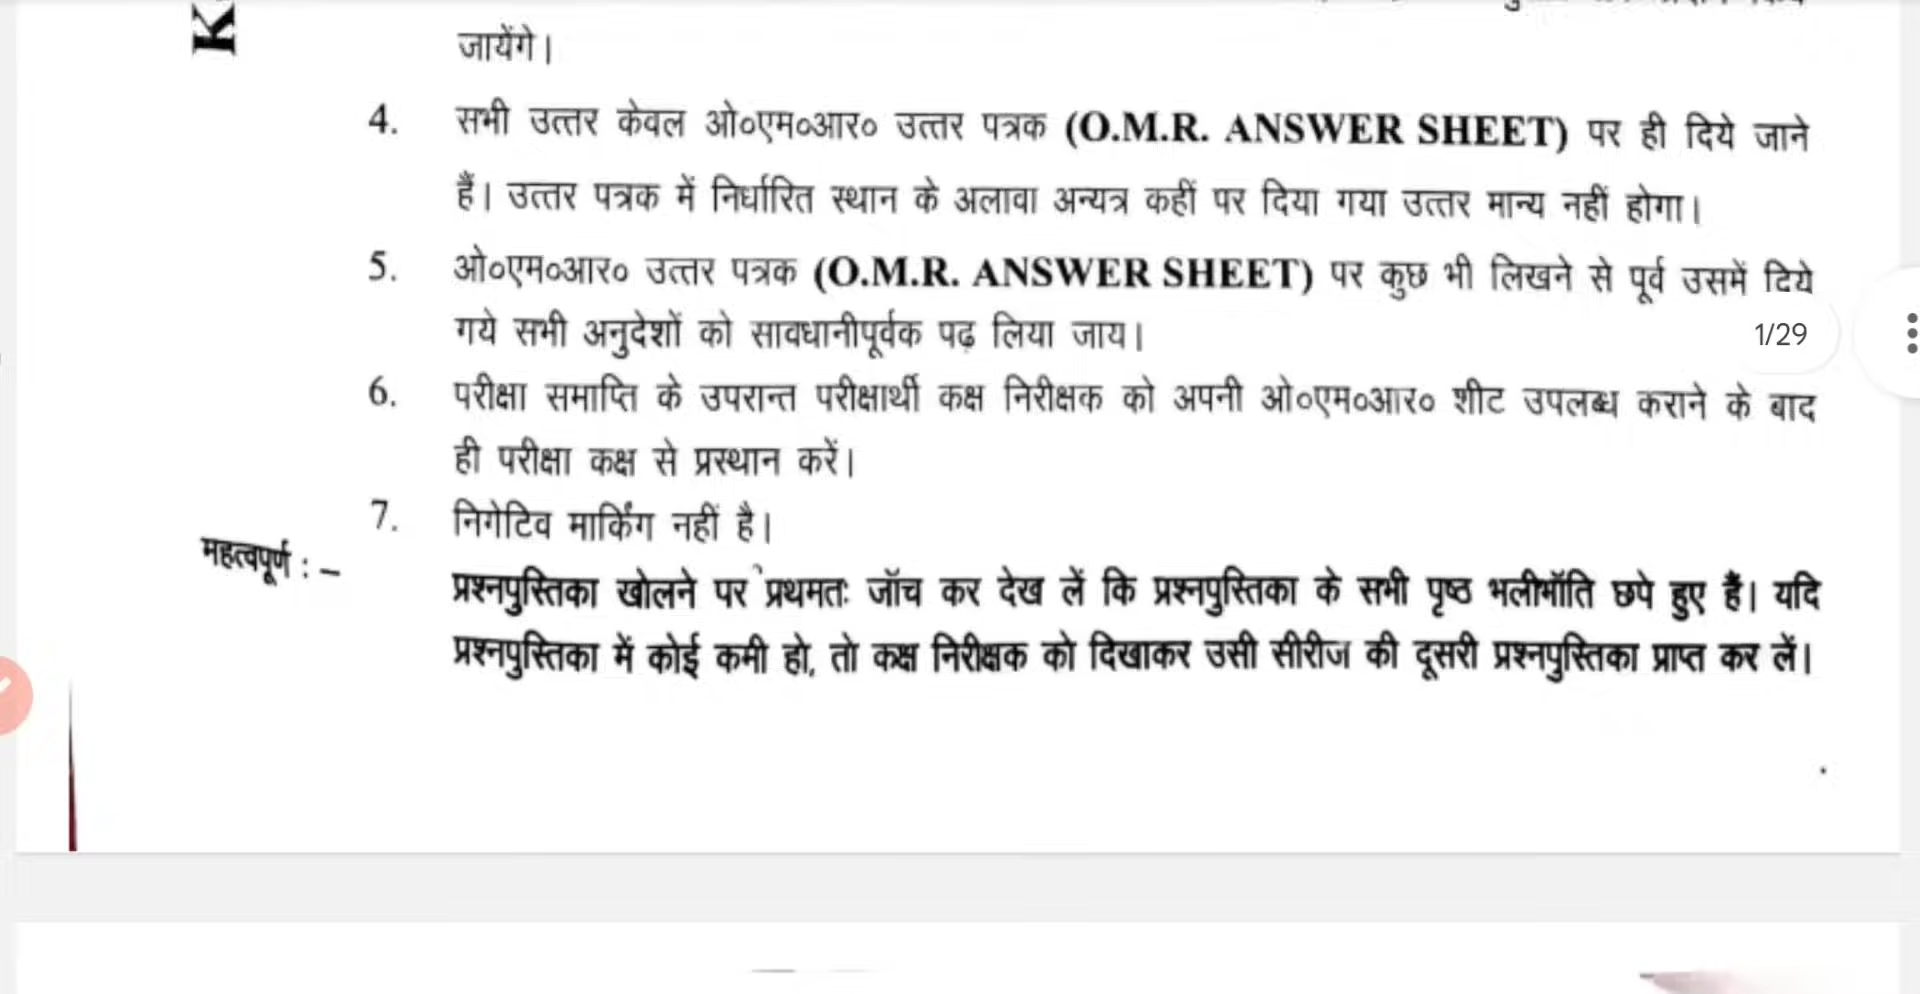 K
जायेंगे।
4. सभी उत्तर केवल ओ०एम०आर० उत्तर पत्रक (O.M.R. ANSWER SHEET) पर ही दिये जाने
हैं। उत्तर पत्रक में निर्धारित स्थान के अलावा अन्यत्र कहीं पर दिया गया उत्तर मान्य नहीं होगा।
5. ओ०एम०आर० उत्तर पत्रक (O.M.R. ANSWER SHEET) पर कुछ भी लिखने से पूर्व उसमें दिये
गये सभी अनुदेशों को सावधानीपूर्वक पढ़ लिया जाय।
1/29
6. परीक्षा समाप्ति के उपरान्त परीक्षार्थी कक्ष निरीक्षक को अपनी ओ०एम०आर० शीट उपलब्ध कराने के बाद
ही परीक्षा कक्ष से प्रस्थान करें।
7. निगेटिव मार्किंग नहीं है।
महत्वपूर्ण : –
प्रश्नपुस्तिका खोलने पर प्रथमतः जॉच कर देख लें कि प्रश्नपुस्तिका के सभी पृष्ठ भलीभॉति छपे हुए हैं। यदि
प्रश्नपुस्तिका में कोई कमी हो, तो कक्ष निरीक्षक को दिखाकर उसी सीरीज की दूसरी प्रश्नपुस्तिका प्राप्त कर लें।